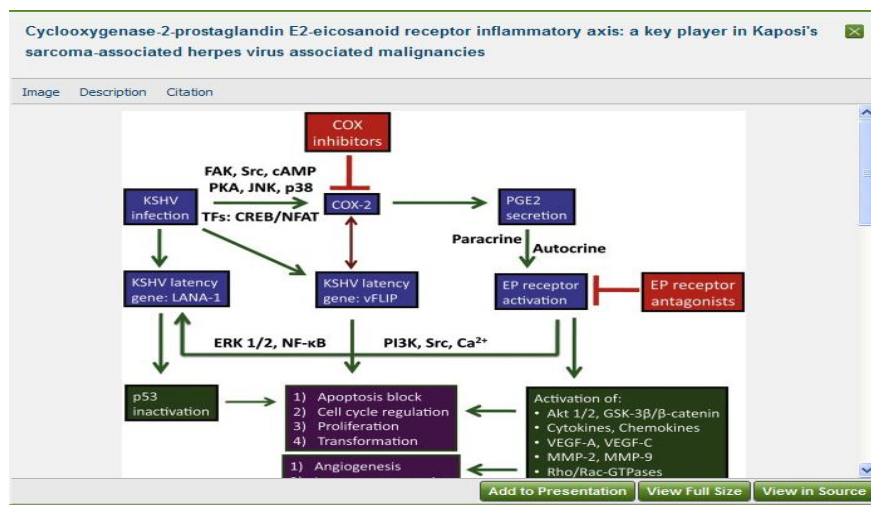 Cyclooxygenase-2-prostaglandin E2-eicosanoid receptor inflammatory axis: a key player in Kaposi's
sarcoma-associated herpes virus associated malignancies
Image Description Citation
COX
inhibitors
FAK, Src, cAMP
PKA, JNK, p38
TFs: CREB/NFAT
KSHV
infection
COX-2
PGE2
secretion
Paracrine
Autocrine
KSHV latency
gene: LANA-1
KSHV latency
gene: vFLIP
EP receptor
activation
EP receptor
antagonists
ERK 1/2, NF-κB
PI3K, Src, Ca²⁺
p53
inactivation
1) Apoptosis block
2) Cell cycle regulation
3) Proliferation
4) Transformation
Activation of:
• Akt 1/2, GSK-3β/β-catenin
• Cytokines, Chemokines
• VEGF-A, VEGF-C
• MMP-2, MMP-9
• Rho/Rac-GTPases
1) Angiogenesis
Add to Presentation View Full Size View in Source